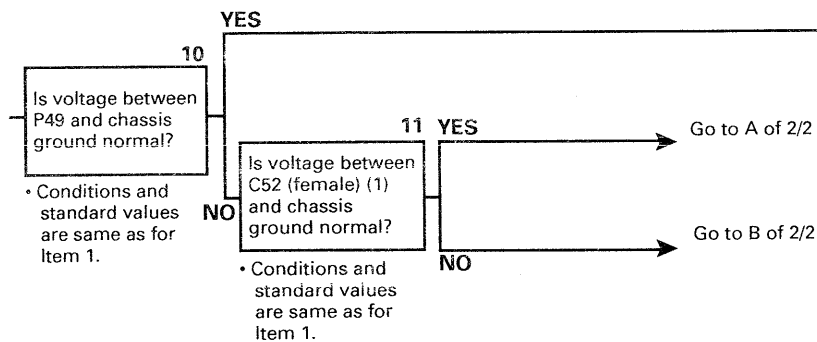 YES
10
Is voltage between
P49 and chassis
ground normal?
• Conditions and
standard values
are same as for
Item 1.
NO
11
Is voltage between
C52 (female) (1)
and chassis
ground normal?
• Conditions and
standard values
are same as for
Item 1.
YES
Go to A of 2/2
NO
Go to B of 2/2